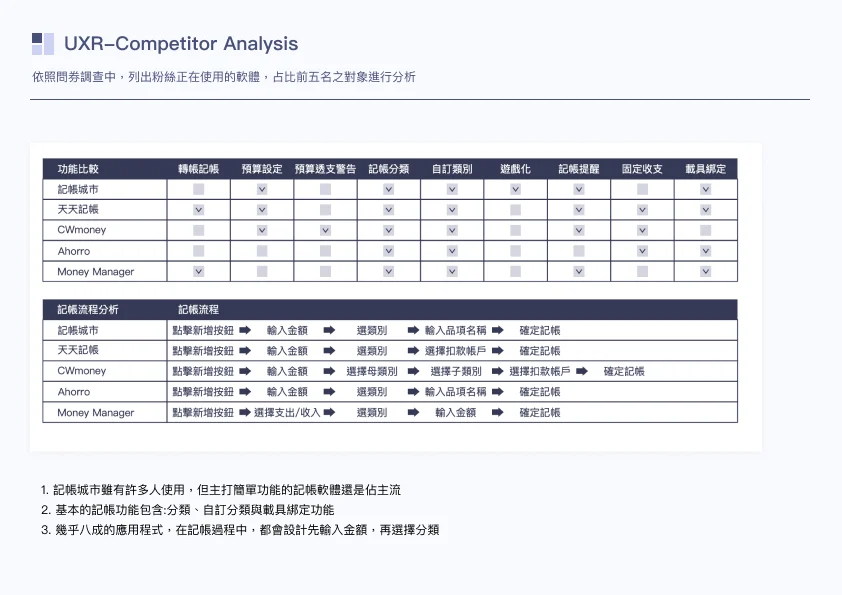 UXR-Competitor Analysis
依照問券調查中，列出粉絲正在使用的軟體，占比前五名之對象進行分析
功能比較 轉帳記帳 預算設定 預算透支警告 記帳分類 自訂類別 遊戲化 記帳提醒 固定收支 載具綁定
記帳城市
天天記帳
CWmoney
Ahorro
Money Manager
記帳流程分析 記帳流程
記帳城市 點擊新增按鈕 輸入金額 選類別 輸入品項名稱 確定記帳
天天記帳 點擊新增按鈕 輸入金額 選類別 選擇扣款帳戶 確定記帳
CWmoney 點擊新增按鈕 輸入金額 選擇母類別 選擇子類別 選擇扣款帳戶 確定記帳
Ahorro 點擊新增按鈕 輸入金額 選類別 輸入品項名稱 確定記帳
Money Manager 點擊新增按鈕 選擇支出/收入 選類別 輸入金額 確定記帳
1. 記帳城市雖有許多人使用，但主打簡單功能的記帳軟體還是佔主流
2. 基本的記帳功能包含:分類、自訂分類與載具綁定功能
3. 幾乎八成的應用程式，在記帳過程中，都會設計先輸入金額，再選擇分類